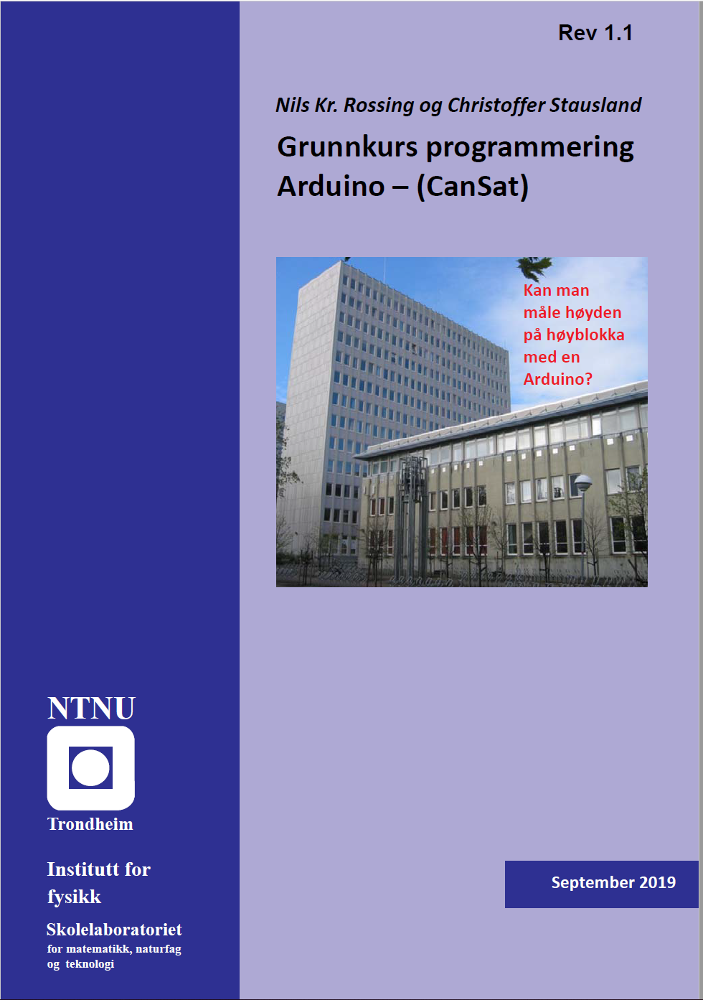 Rev 1.1
Nils Kr. Rossing og Christoffer Stausland
Grunnkurs programmering
Arduino – (CanSat)
Kan man
måle høyden
på høyblokka
med en
Arduino?
NTNU
Trondheim
Institutt for
fysikk
Skolelaboratoriet
for matematikk, naturfag
og teknologi
September 2019